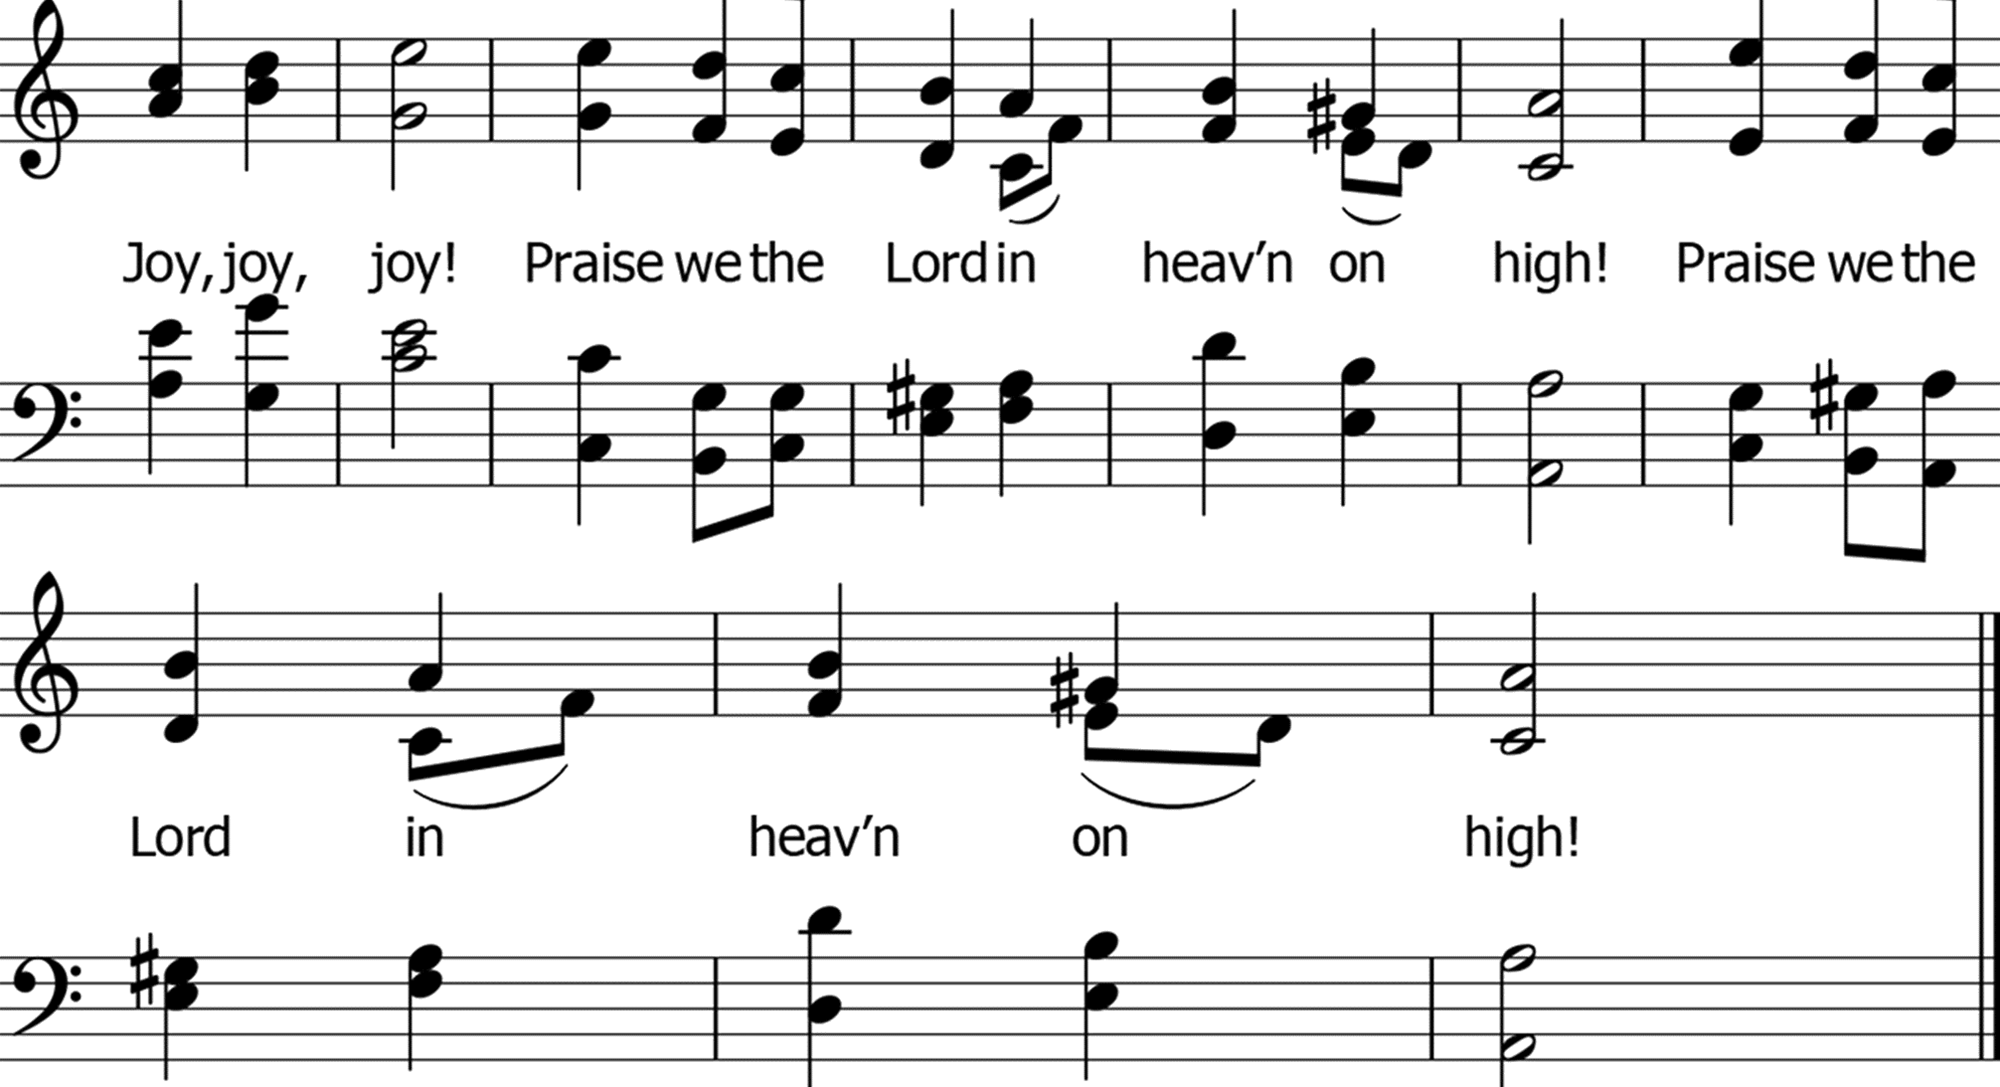 Joy, joy, joy! Praise we the Lord in heav’n on high! Praise we the
Lord in heav’n on high!